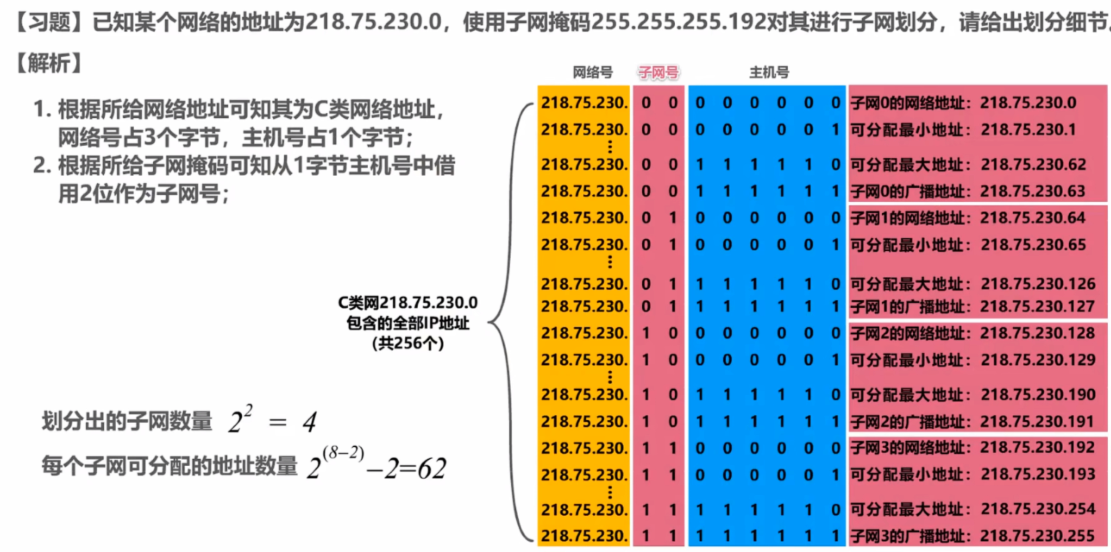 【习题】已知某个网络的地址为218.75.230.0，使用子网掩码255.255.255.192对其进行子网划分，请给出划分细节.
【解析】
1. 根据所给网络地址可知其为C类网络地址，
网络号占3个字节，主机号占1个字节；
2. 根据所给子网掩码可知从1字节主机号中借
用2位作为子网号；
C类网218.75.230.0
包含的全部IP地址
（共256个）
划分出的子网数量 2^2 = 4
每个子网可分配的地址数量 2^(8-2)-2=62
网络号 子网号 主机号
218.75.230. 0 0 0 0 0 0 0 0 子网0的网络地址：218.75.230.0
218.75.230. 0 0 0 0 0 0 0 1 可分配最小地址：218.75.230.1
⋮
218.75.230. 0 0 1 1 1 1 1 0 可分配最大地址：218.75.230.62
218.75.230. 0 0 1 1 1 1 1 1 子网0的广播地址：218.75.230.63
218.75.230. 0 1 0 0 0 0 0 0 子网1的网络地址：218.75.230.64
218.75.230. 0 1 0 0 0 0 0 1 可分配最小地址：218.75.230.65
⋮
218.75.230. 0 1 1 1 1 1 1 0 可分配最大地址：218.75.230.126
218.75.230. 0 1 1 1 1 1 1 1 子网1的广播地址：218.75.230.127
218.75.230. 1 0 0 0 0 0 0 0 子网2的网络地址：218.75.230.128
218.75.230. 1 0 0 0 0 0 0 1 可分配最小地址：218.75.230.129
⋮
218.75.230. 1 0 1 1 1 1 1 0 可分配最大地址：218.75.230.190
218.75.230. 1 0 1 1 1 1 1 1 子网2的广播地址：218.75.230.191
218.75.230. 1 1 0 0 0 0 0 0 子网3的网络地址：218.75.230.192
218.75.230. 1 1 0 0 0 0 0 1 可分配最小地址：218.75.230.193
⋮
218.75.230. 1 1 1 1 1 1 1 0 可分配最大地址：218.75.230.254
218.75.230. 1 1 1 1 1 1 1 1 子网3的广播地址：218.75.230.255